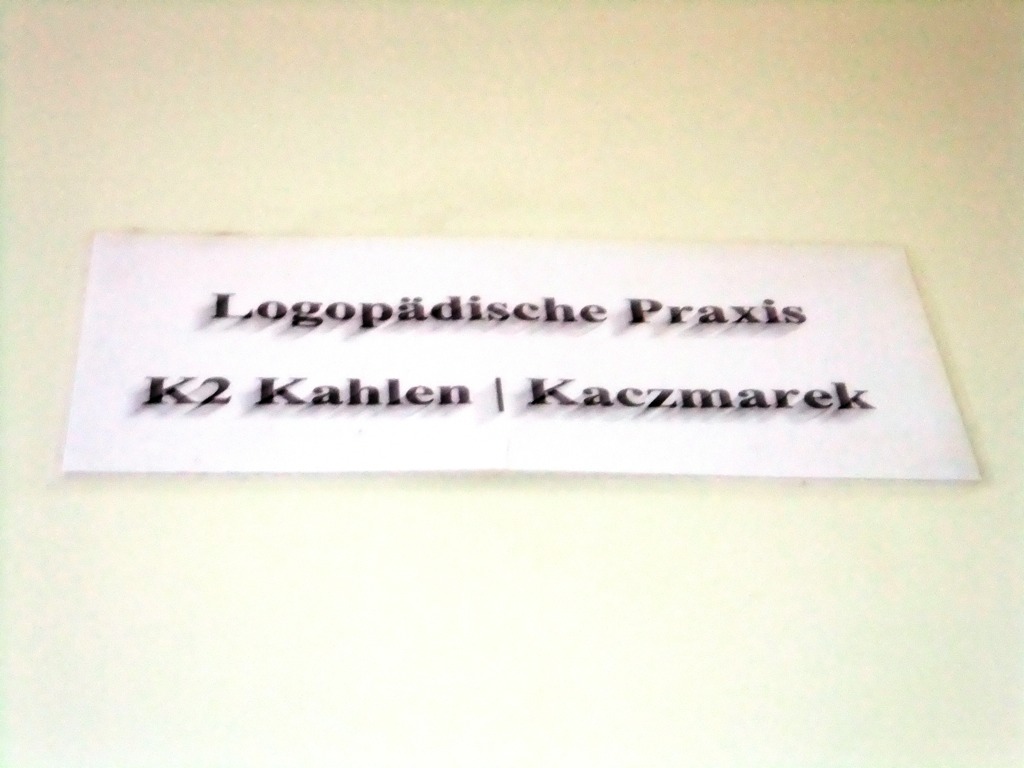 Logopädische Praxis
K2 Kahlen | Kaczmarek